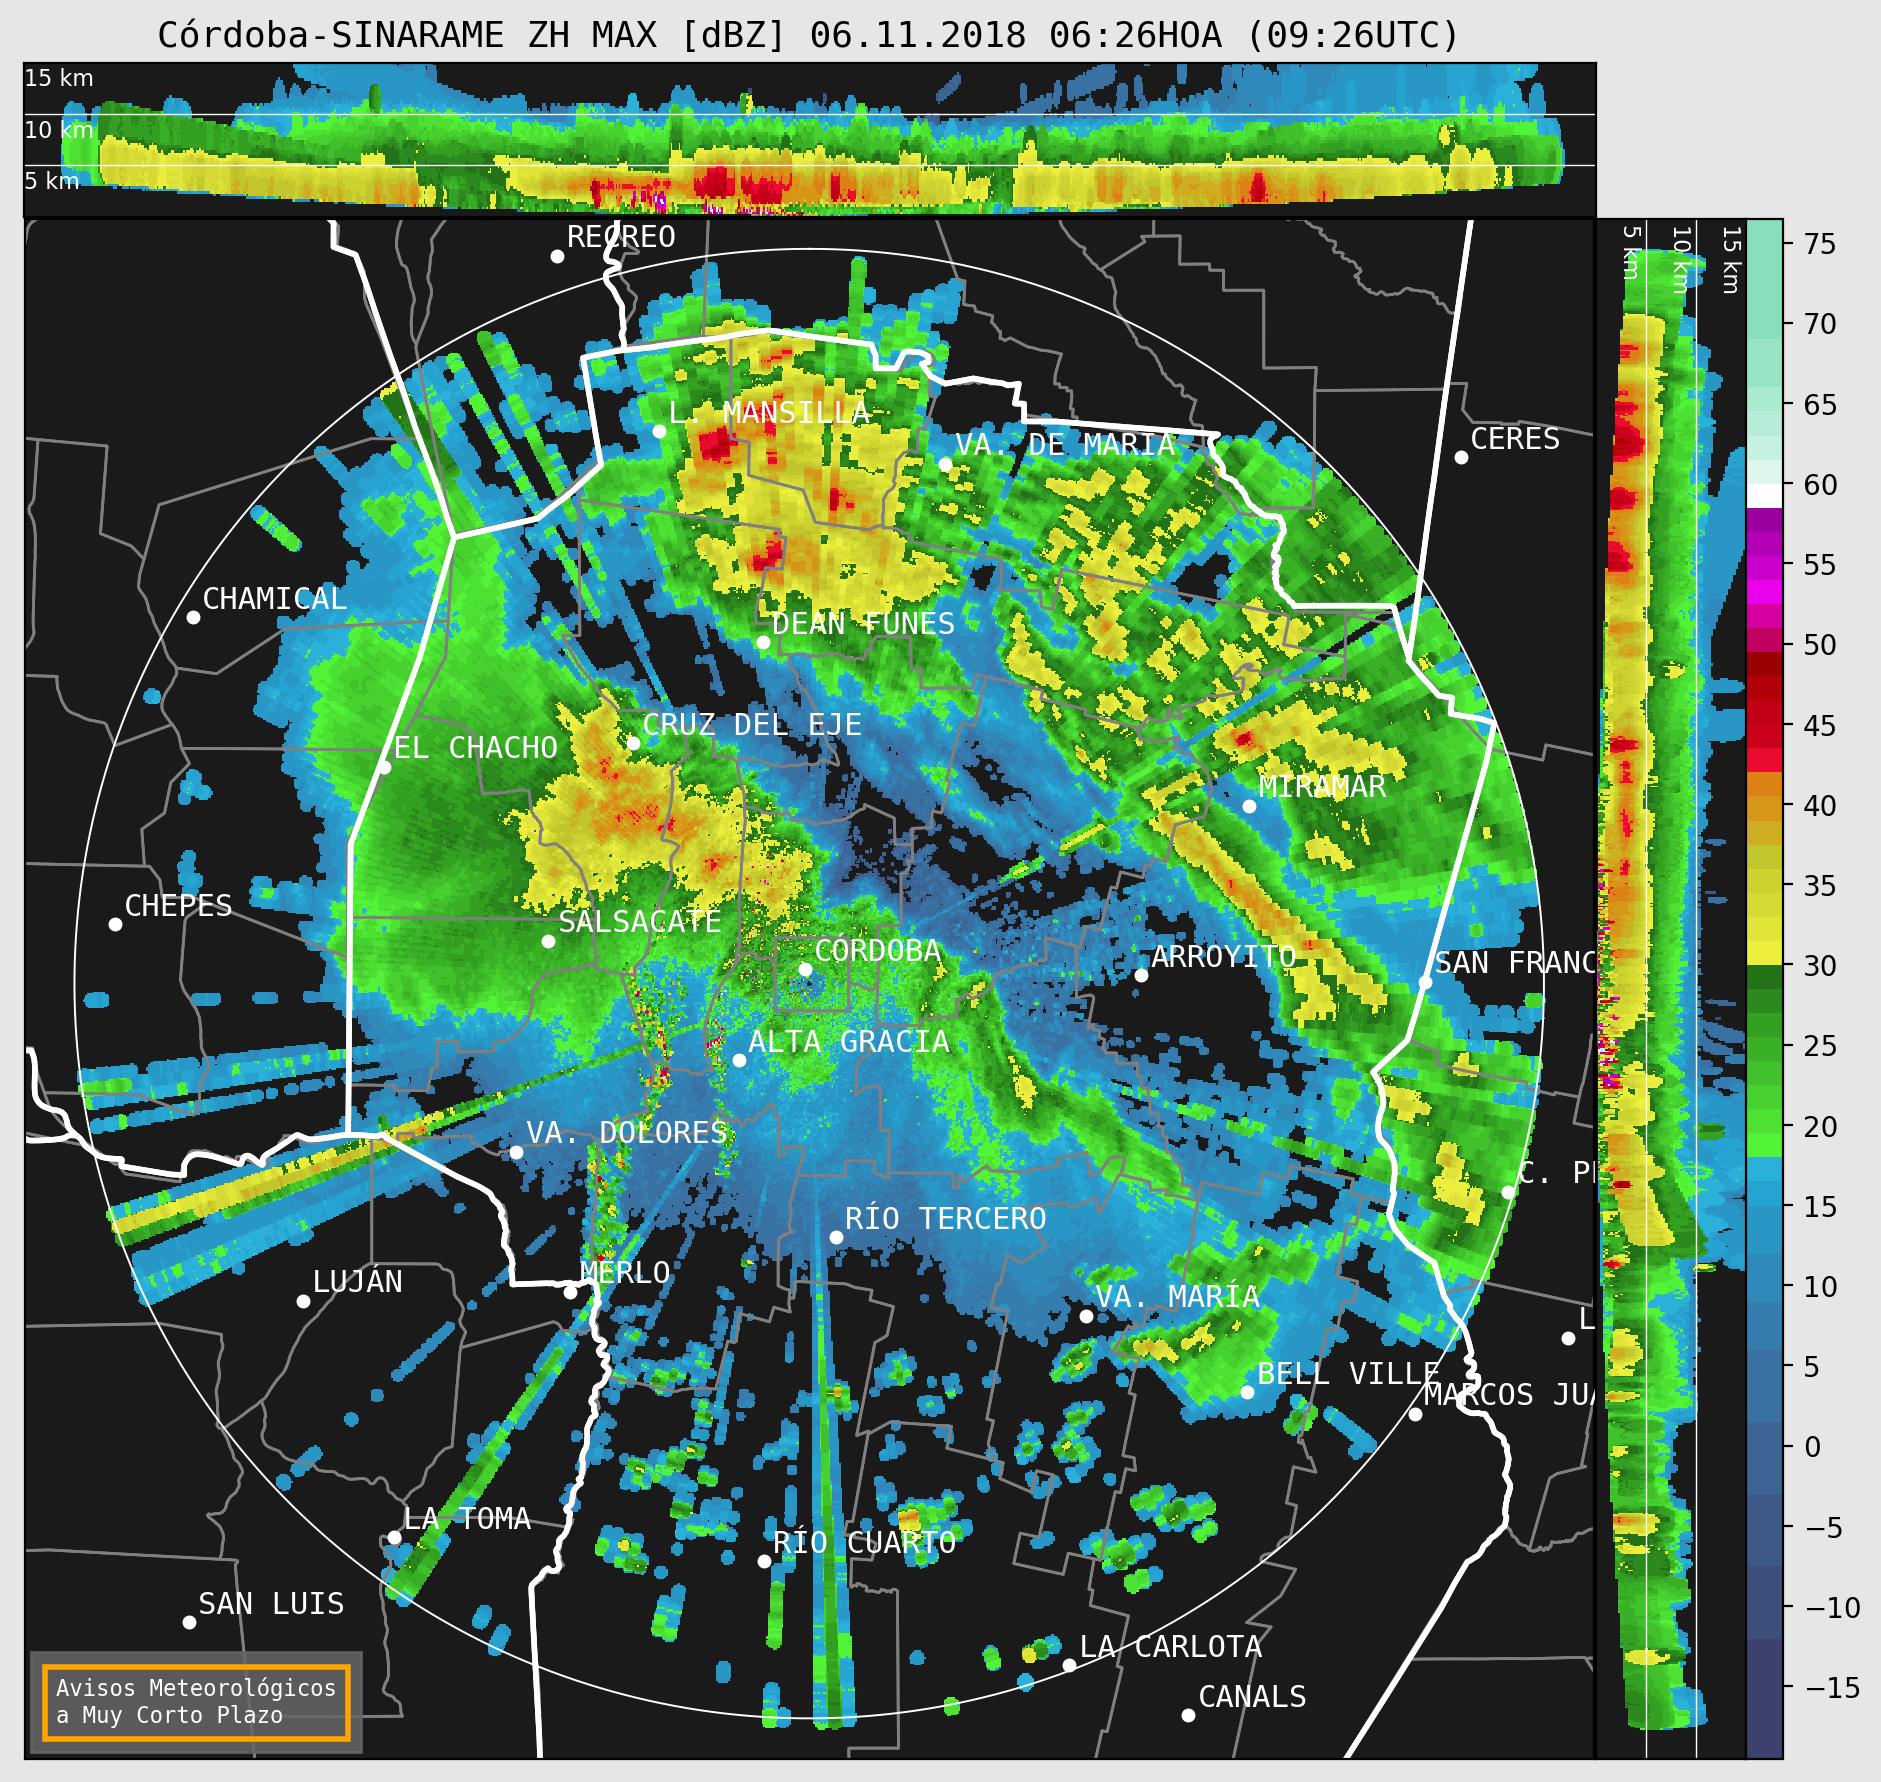 Córdoba-SINARAME ZH MAX [dBZ] 06.11.2018 06:26HOA (09:26UTC)
15 km
10 km
5 km
5 km
10 km
15 km
RECREO
L. MANSILLA
VA. DE MARIA
CERES
CHAMICAL
DEAN FUNES
CRUZ DEL EJE
EL CHACHO
MIRAMAR
CHEPES
SALSACATE
CÓRDOBA
ARROYITO
SAN FRANC
ALTA GRACIA
VA. DOLORES
C. P
RÍO TERCERO
LUJÁN
MERLO
VA. MARÍA
L
BELL VILLE
MARCOS JUA
LA TOMA
RÍO CUARTO
SAN LUIS
LA CARLOTA
CANALS
Avisos Meteorológicos
a Muy Corto Plazo
75
70
65
60
55
50
45
40
35
30
25
20
15
10
5
0
−5
−10
−15